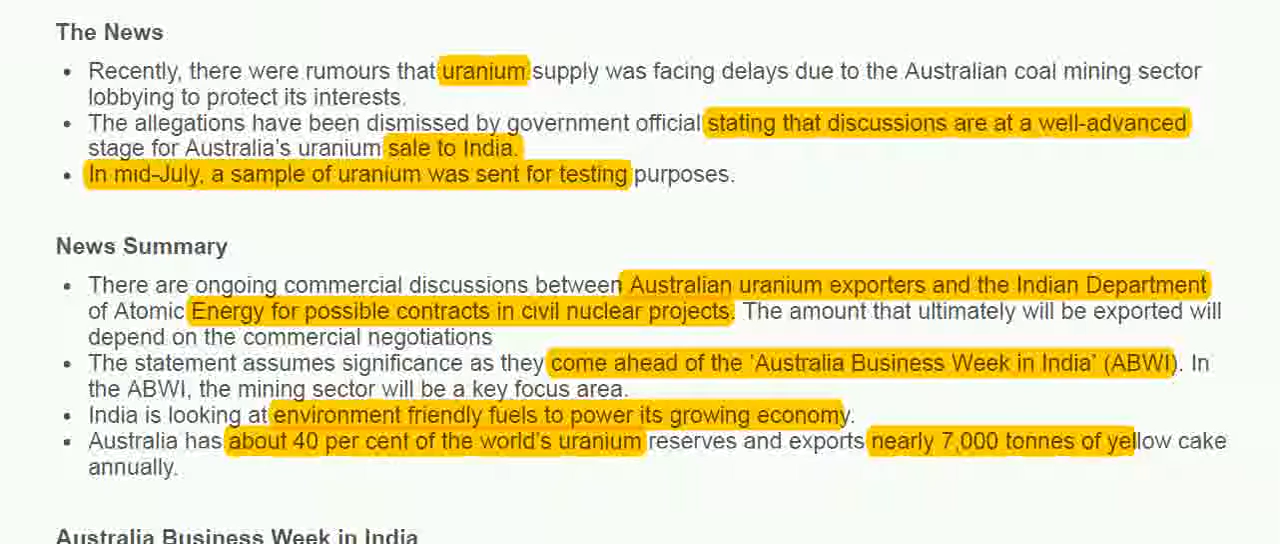 The News
• Recently, there were rumours that uranium supply was facing delays due to the Australian coal mining sector
lobbying to protect its interests.
• The allegations have been dismissed by government official stating that discussions are at a well-advanced
stage for Australia's uranium sale to India.
• In mid-July, a sample of uranium was sent for testing purposes.
News Summary
• There are ongoing commercial discussions between Australian uranium exporters and the Indian Department
of Atomic Energy for possible contracts in civil nuclear projects. The amount that ultimately will be exported will
depend on the commercial negotiations
• The statement assumes significance as they come ahead of the 'Australia Business Week in India' (ABWI). In
the ABWI, the mining sector will be a key focus area.
• India is looking at environment friendly fuels to power its growing economy.
• Australia has about 40 per cent of the world's uranium reserves and exports nearly 7,000 tonnes of yellow cake
annually.
Australia Business Week in India